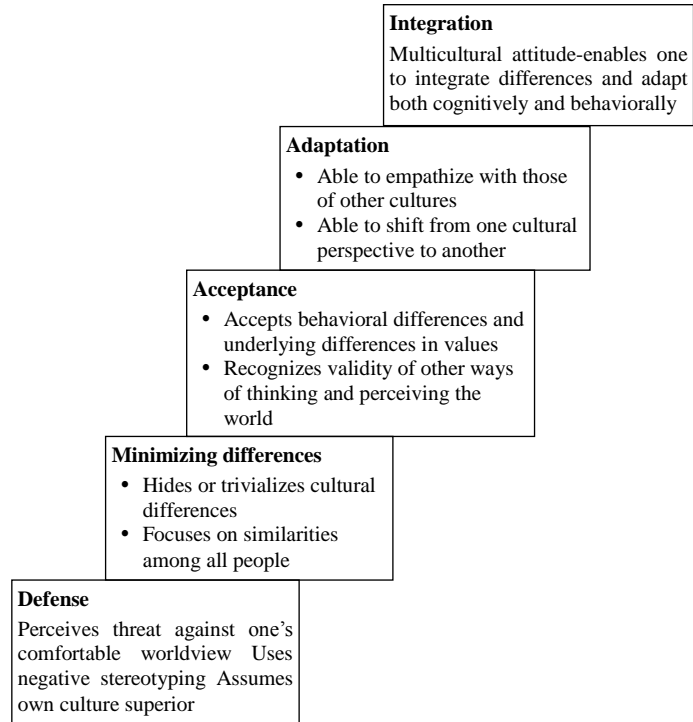 Integration
Multicultural attitude-enables one
to integrate differences and adapt
both cognitively and behaviorally
Adaptation
• Able to empathize with those
of other cultures
• Able to shift from one cultural
perspective to another
Acceptance
• Accepts behavioral differences and
underlying differences in values
• Recognizes validity of other ways
of thinking and perceiving the
world
Minimizing differences
• Hides or trivializes cultural
differences
• Focuses on similarities
among all people
Defense
Perceives threat against one’s
comfortable worldview Uses
negative stereotyping Assumes
own culture superior